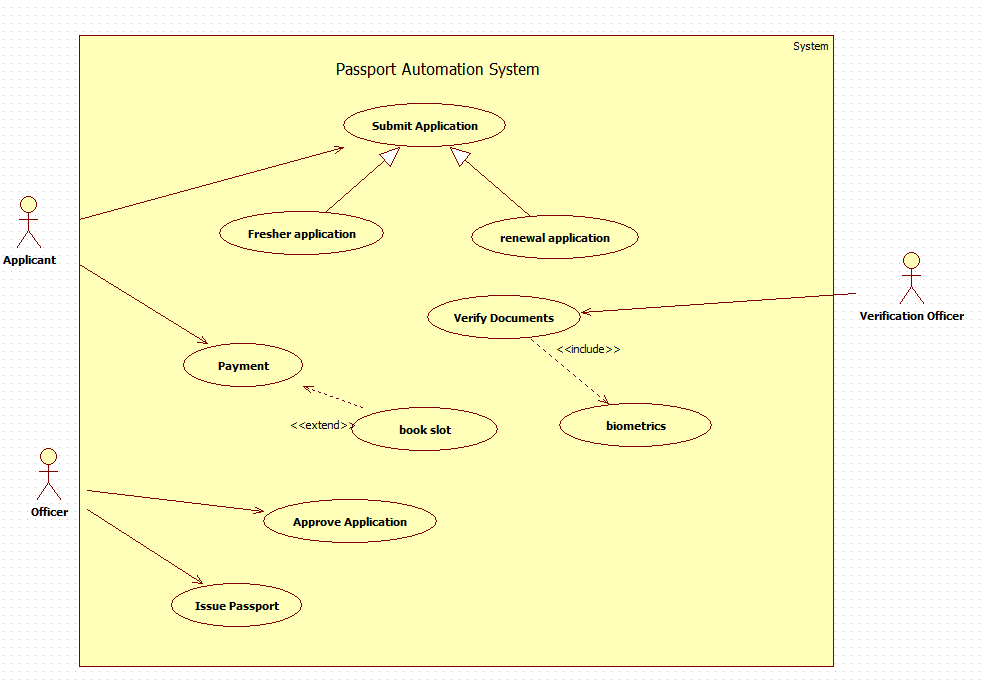 System
Passport Automation System
Submit Application
Fresher application
renewal application
Applicant
Verify Documents
Verification Officer
<<include>>
Payment
<<extend>>
book slot
biometrics
Officer
Approve Application
Issue Passport